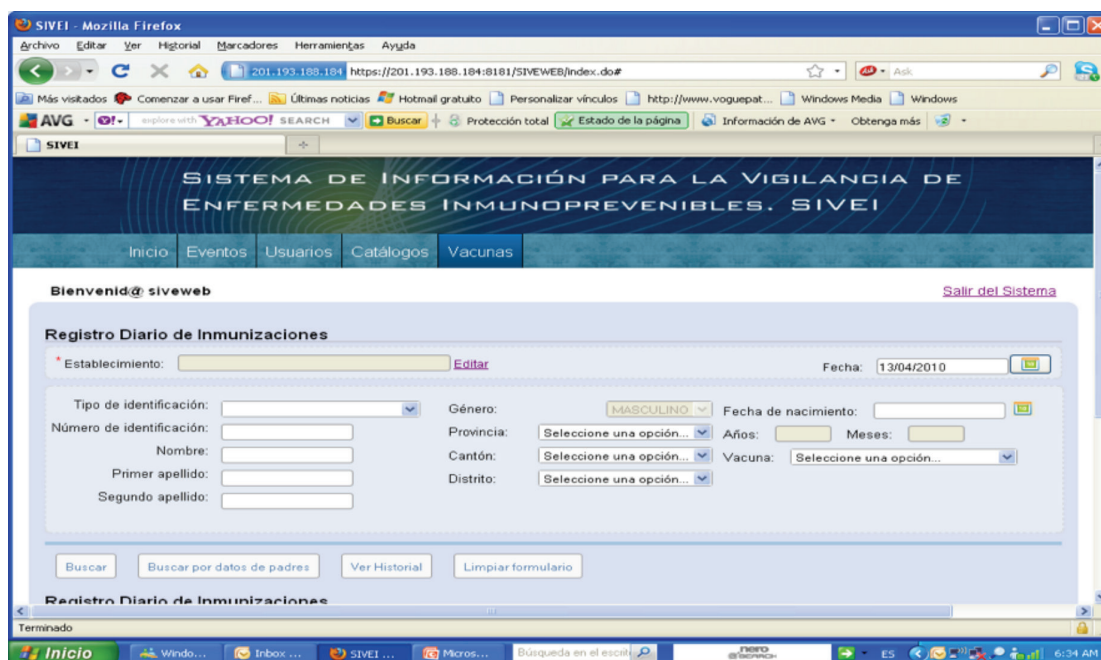 SIVEI - Mozilla Firefox
Archivo Editar Ver Historial Marcadores Herramientas Ayuda
201.193.188.184 https://201.193.188.184:8181/SIVEWEB/index.do#
Ask
Más visitados Comenzar a usar Firef... Últimas noticias Hotmail gratuito Personalizar vínculos http://www.voguepat... Windows Media Windows
AVG explore with YAHOO! SEARCH Buscar Protección total Estado de la página Información de AVG Obtenga más
SIVEI
SISTEMA DE INFORMACIÓN PARA LA VIGILANCIA DE
ENFERMEDADES INMUNOPREVENIBLES. SIVEI
Inicio Eventos Usuarios Catálogos Vacunas
Bienvenid@ siveweb Salir del Sistema
Registro Diario de Inmunizaciones
* Establecimiento: Editar Fecha: 13/04/2010
Tipo de identificación: Género: MASCULINO Fecha de nacimiento:
Número de identificación: Provincia: Seleccione una opción... Años: Meses:
Nombre: Cantón: Seleccione una opción... Vacuna: Seleccione una opción...
Primer apellido: Distrito: Seleccione una opción...
Segundo apellido:
Buscar Buscar por datos de padres Ver Historial Limpiar formulario
Registro Diario de Inmunizaciones
Terminado
Inicio Windo... Inbox ... SIVEI ... Micros... Búsqueda en el escrit nero ES 6:34 AM